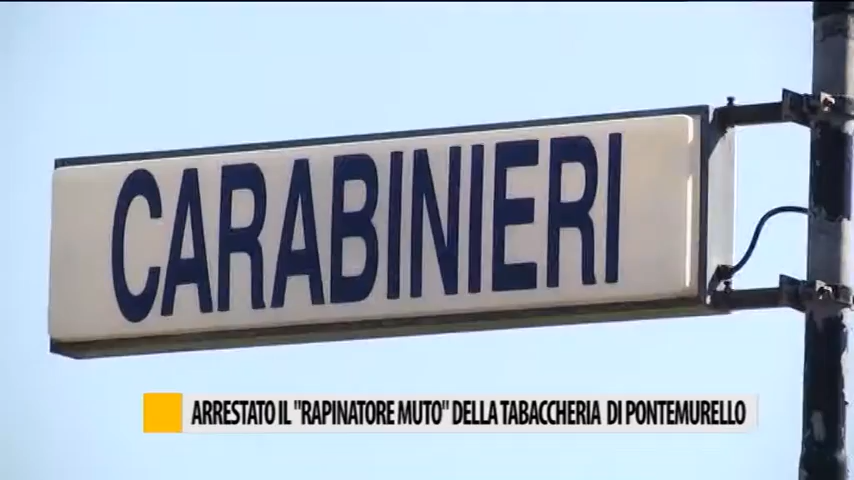 CARABINIERI
ARRESTATO IL "RAPINATORE MUTO" DELLA TABACCHERIA DI PONTEMURELLO